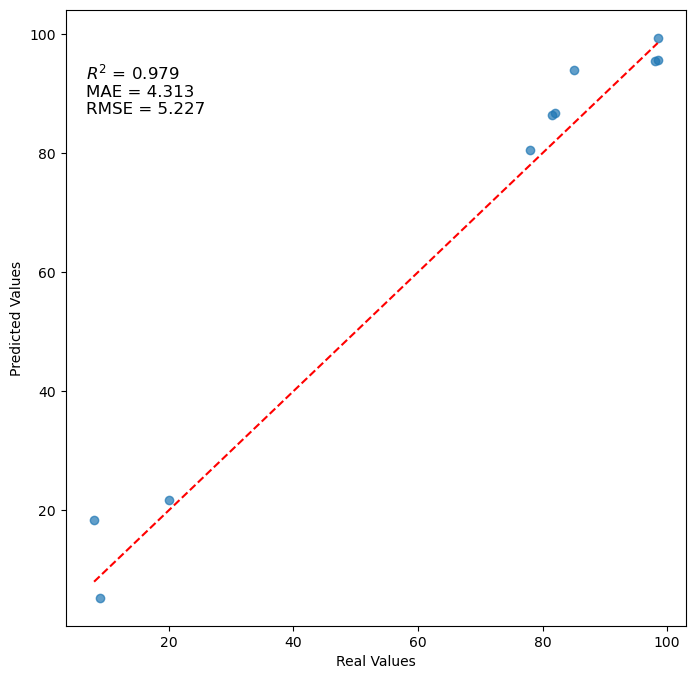 R² = 0.979
MAE = 4.313
RMSE = 5.227
100
80
60
40
20
Predicted Values
20 40 60 80 100
Real Values